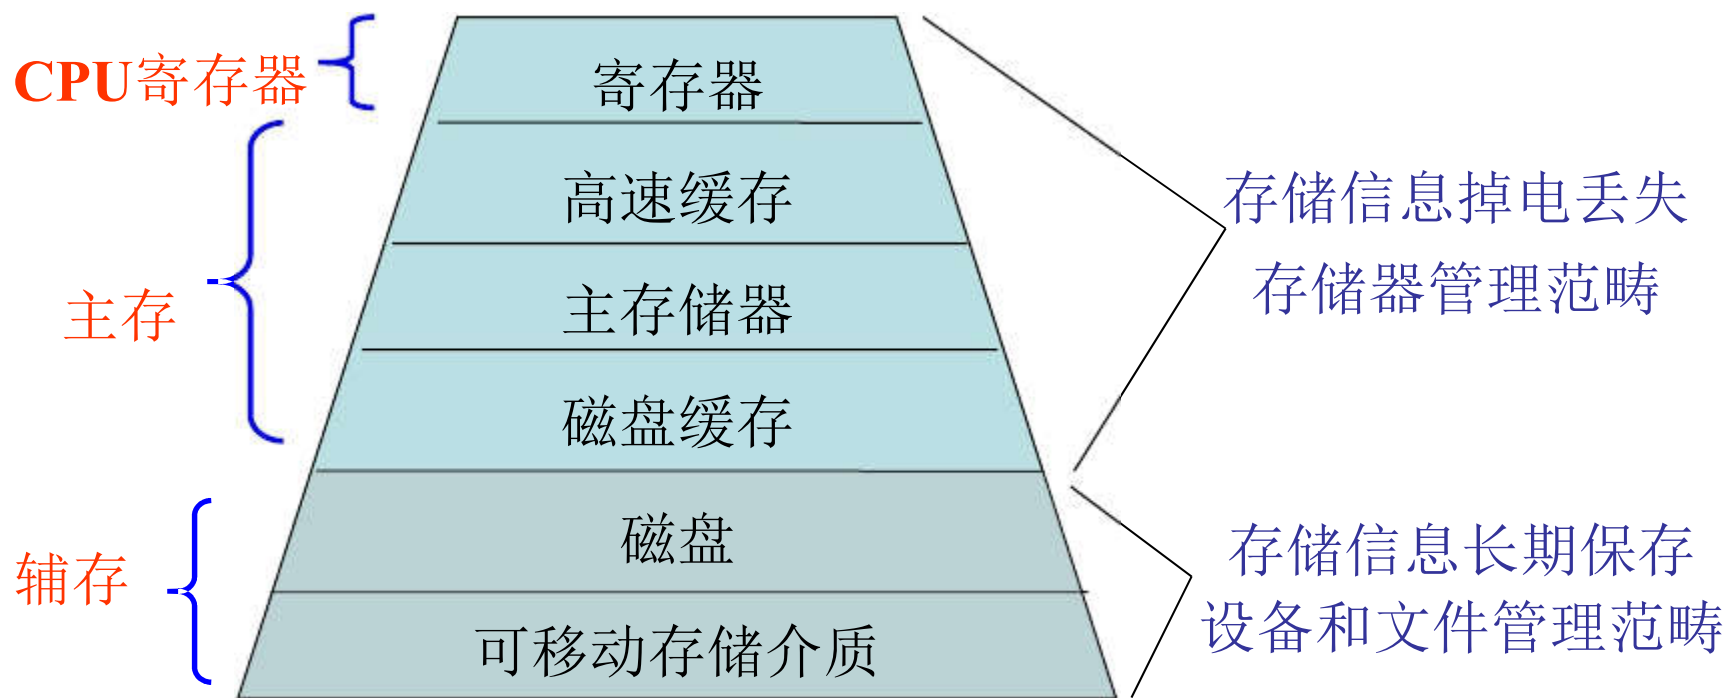 CPU寄存器
寄存器
高速缓存
主存储器
磁盘缓存
磁盘
可移动存储介质
主存
辅存
存储信息掉电丢失
存储器管理范畴
存储信息长期保存
设备和文件管理范畴